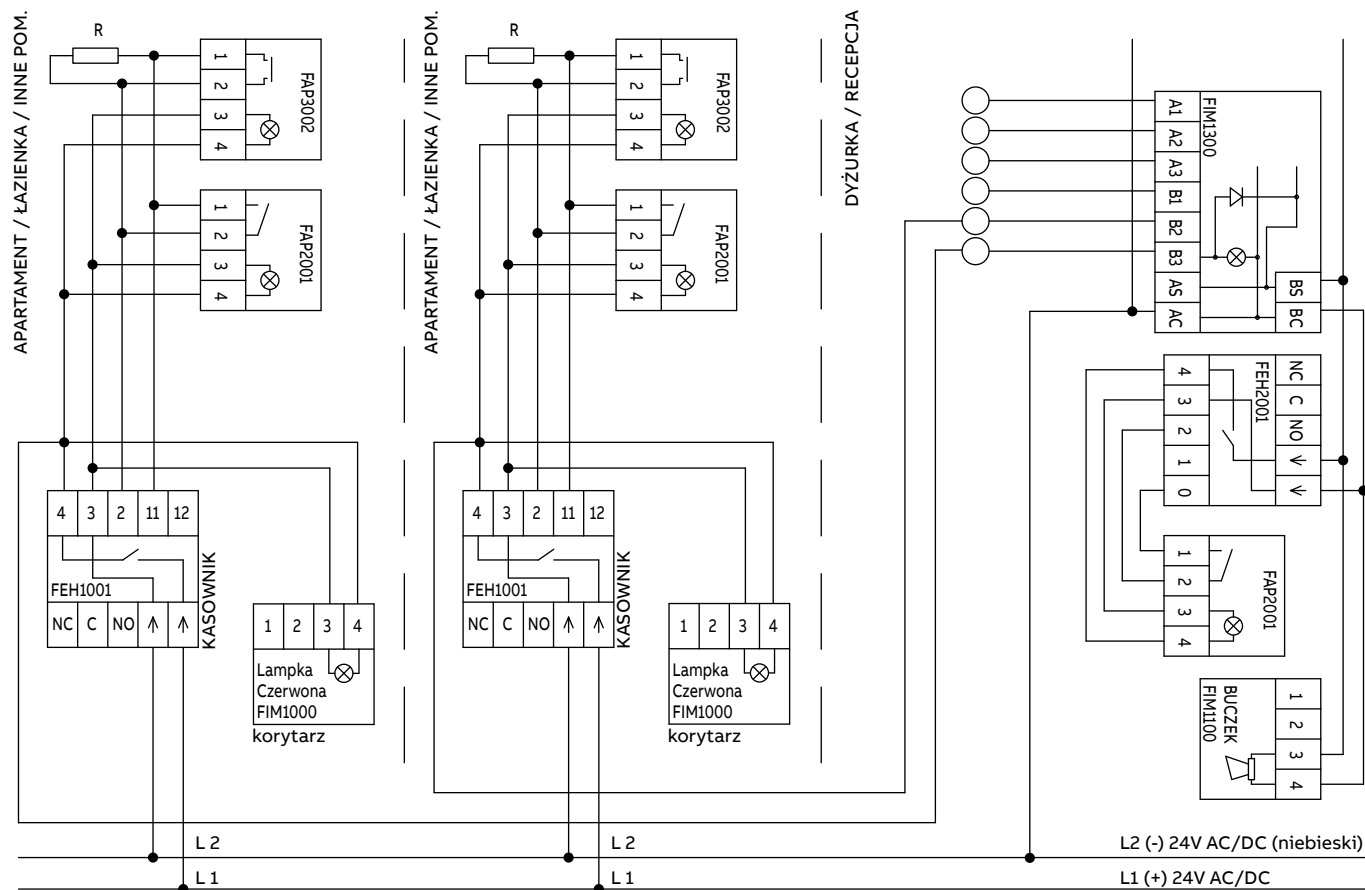 APARTAMENT / ŁAZIENKA / INNE POM.
R
1
2
3
4
FAP3002
1
2
3
4
FAP2001
4
3
2
11
12
FEH1001
NC
C
NO
KASOWNIK
1
2
3
4
Lampka
Czerwona
FIM1000
korytarz
APARTAMENT / ŁAZIENKA / INNE POM.
R
1
2
3
4
FAP3002
1
2
3
4
FAP2001
4
3
2
11
12
FEH1001
NC
C
NO
KASOWNIK
1
2
3
4
Lampka
Czerwona
FIM1000
korytarz
DYŻURKA / RECEPCJA
A1
A2
A3
B1
B2
B3
AS
AC
FIM1300
BS
BC
4
3
2
1
0
FEH2001
NC
C
NO
1
2
3
4
FAP2001
BUCZEK
FIM1100
1
2
3
4
L 2
L 2
L2 (-) 24V AC/DC (niebieski)
L 1
L 1
L1 (+) 24V AC/DC